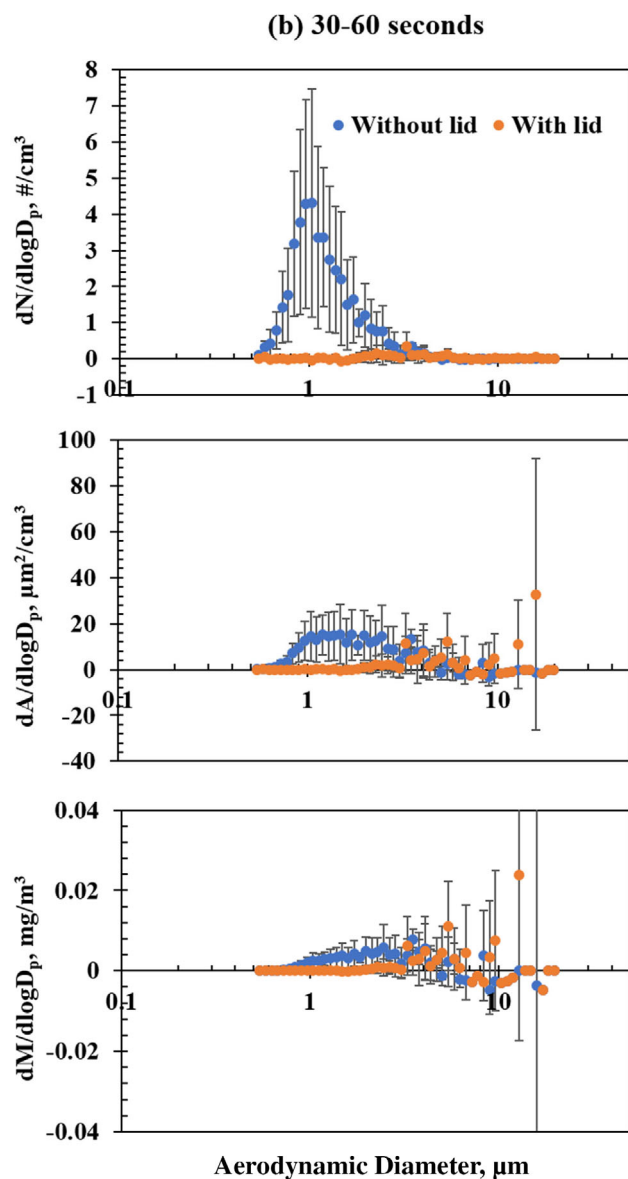 (b) 30-60 seconds
8
7
6
5
4
3
2
1
0
-1
dN/dlogDp, #/cm³
Without lid With lid
0.1 1 10
100
80
60
40
20
0
-20
-40
dA/dlogDp, µm²/cm³
0.1 1 10
0.04
0.02
0
-0.02
-0.04
dM/dlogDp, mg/m³
0.1 1 10
Aerodynamic Diameter, µm